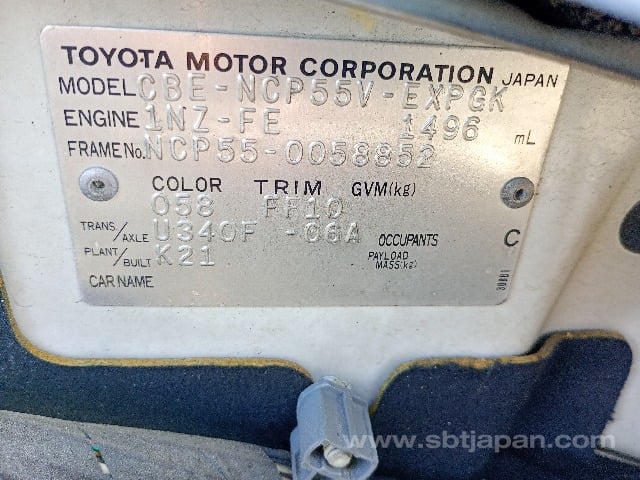 TOYOTA MOTOR CORPORATION JAPAN
MODEL CBE-NCP55V-EXPGK
ENGINE 1NZ-FE 1496 mL
FRAME No. NCP55-0058852
COLOR TRIM GVM(kg)
058 FF10
TRANS/AXLE U340F -06A OCCUPANTS C
PLANT/BUILT K21 PAYLOAD MASS(kg)
CAR NAME
www.sbtjapan.com